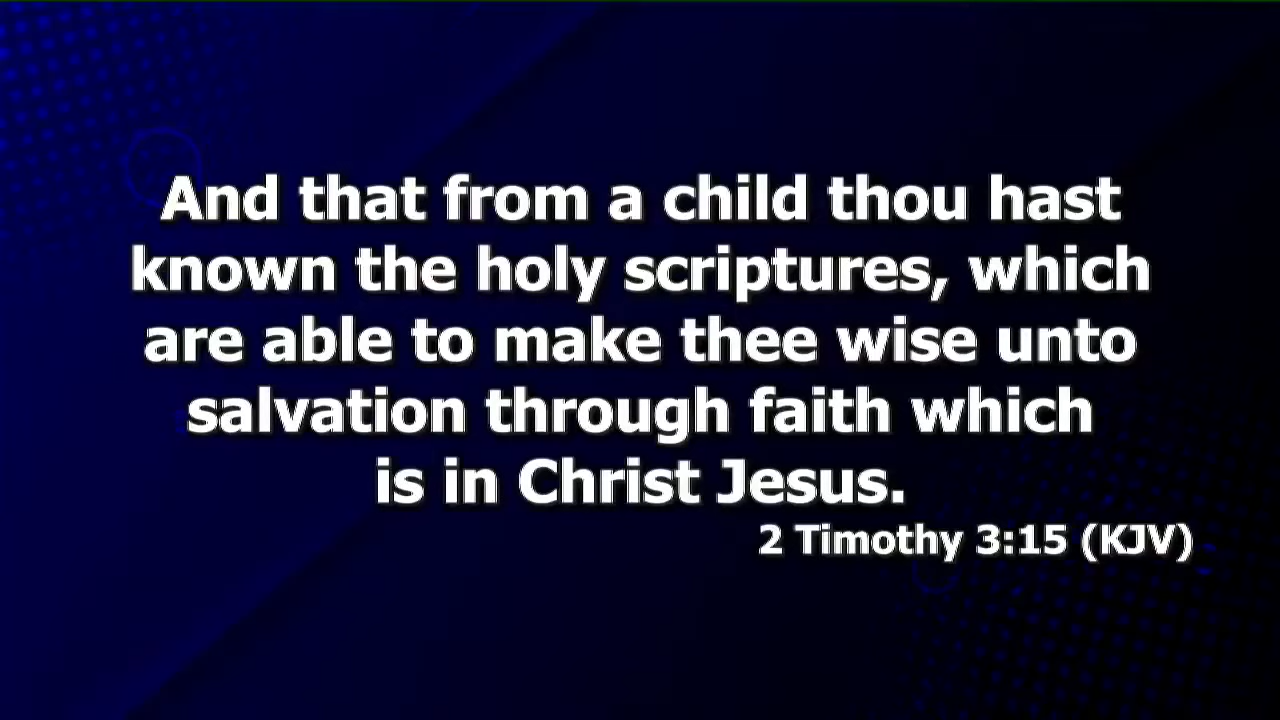 And that from a child thou hast
known the holy scriptures, which
are able to make thee wise unto
salvation through faith which
is in Christ Jesus.
2 Timothy 3:15 (KJV)